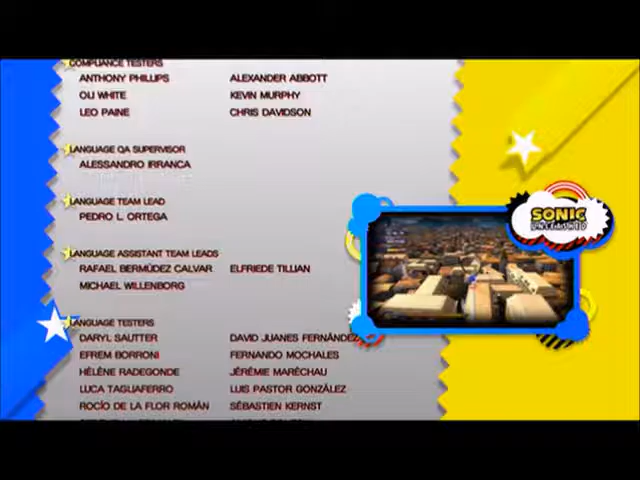 COMPLIANCE TESTERS
ANTHONY PHILLIPS ALEXANDER ABBOTT
OLI WHITE KEVIN MURPHY
LEO PAINE CHRIS DAVIDSON
LANGUAGE QA SUPERVISOR
ALESSANDRO IRRANCA
LANGUAGE TEAM LEAD
PEDRO L. ORTEGA
SONIC
UNLEASHED
LANGUAGE ASSISTANT TEAM LEADS
RAFAEL BERMÚDEZ CALVAR ELFRIEDE TILLIAN
MICHAEL WILLENBORG
LANGUAGE TESTERS
DARYL SAUTTER DAVID JUANES FERNÁNDEZ
EFREM BORRONI FERNANDO MOCHALES
HÉLÈNE RADEGONDE JÉRÉMIE MARÉCHAU
LUCA TAGLIAFERRO LUIS PASTOR GONZÁLEZ
ROCÍO DE LA FLOR ROMÁN SÉBASTIEN KERNST